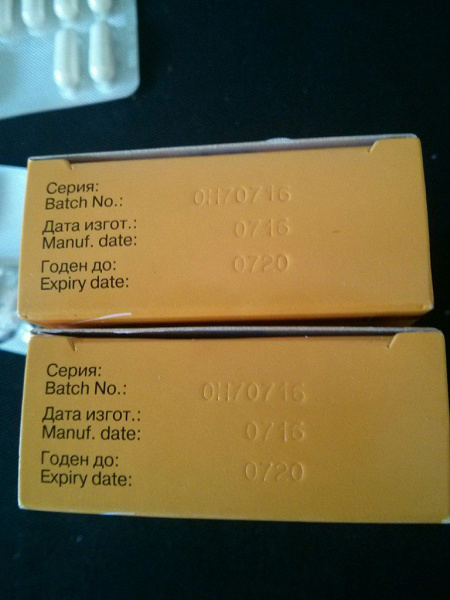 Серия:
Batch No.: 0H70716
Дата изгот.: 0716
Manuf. date:
Годен до: 0720
Expiry date:
Серия:
Batch No.: 0H70716
Дата изгот.:
Manuf. date: 0716
Годен до:
Expiry date: 0720